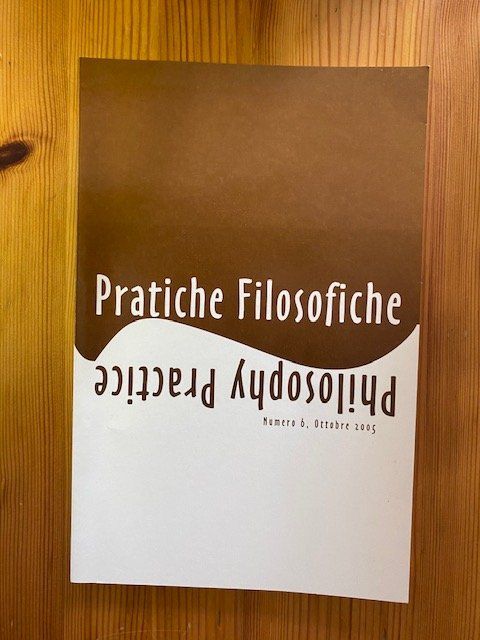 Pratiche Filosofiche
Philosophy Practice
Numero 6, Ottobre 2005